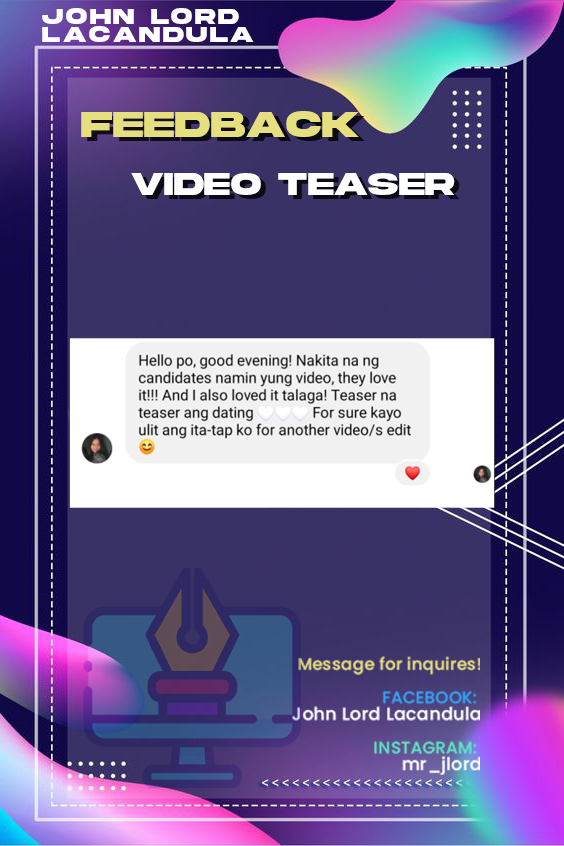 JOHN LORD
LACANDULA
FEEDBACK
VIDEO TEASER
Hello po, good evening! Nakita na ng
candidates namin yung video, they love
it!!! And I also loved it talaga! Teaser na
teaser ang dating 🤍🤍🤍 For sure kayo
ulit ang ita-tap ko for another video/s edit
😊
❤️
Message for inquires!
FACEBOOK:
John Lord Lacandula
INSTAGRAM:
mr_jlord
<<<<<<<<<<<<<<<<<<<<<<